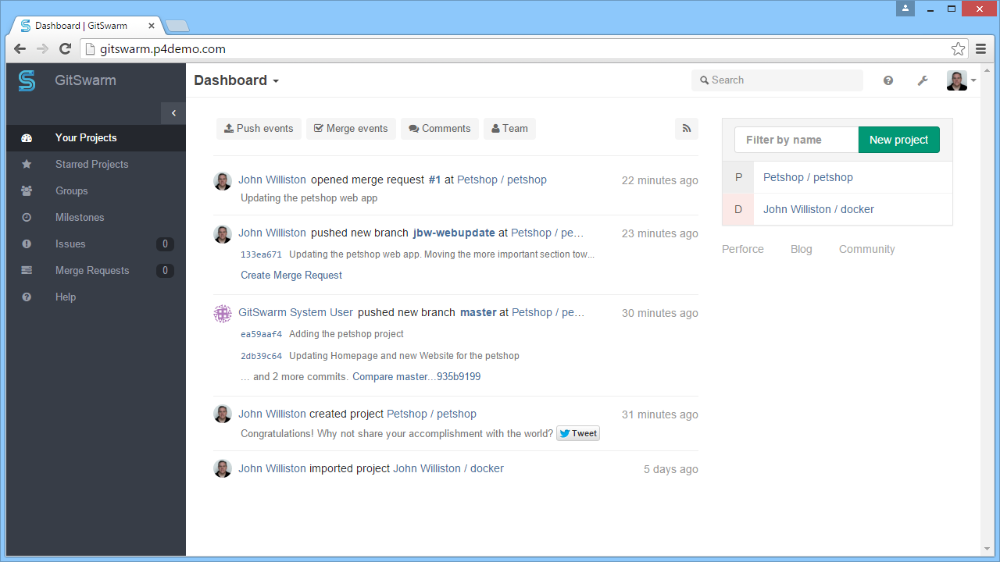 Dashboard | GitSwarm
gitswarm.p4demo.com
GitSwarm
Your Projects
Starred Projects
Groups
Milestones
Issues 0
Merge Requests 0
Help
Dashboard
Search
Push events Merge events Comments Team
John Williston opened merge request #1 at Petshop / petshop 22 minutes ago
Updating the petshop web app
John Williston pushed new branch jbw-webupdate at Petshop / pe... 23 minutes ago
133ea671 Updating the petshop web app. Moving the more important section tow...
Create Merge Request
GitSwarm System User pushed new branch master at Petshop / pe... 30 minutes ago
ea59aaf4 Adding the petshop project
2db39c64 Updating Homepage and new Website for the petshop
... and 2 more commits. Compare master...935b9199
John Williston created project Petshop / petshop 31 minutes ago
Congratulations! Why not share your accomplishment with the world? Tweet
John Williston imported project John Williston / docker 5 days ago
Filter by name New project
P Petshop / petshop
D John Williston / docker
Perforce Blog Community